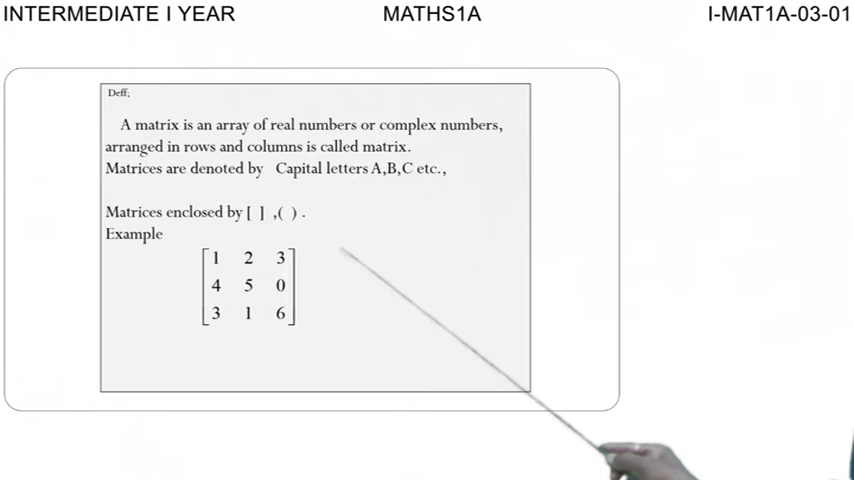 INTERMEDIATE I YEAR MATHS1A I-MAT1A-03-01
Deff;
A matrix is an array of real numbers or complex numbers,
arranged in rows and columns is called matrix.
Matrices are denoted by Capital letters A,B,C etc.,
Matrices enclosed by [ ] ,( ) .
Example
1 2 3
4 5 0
3 1 6